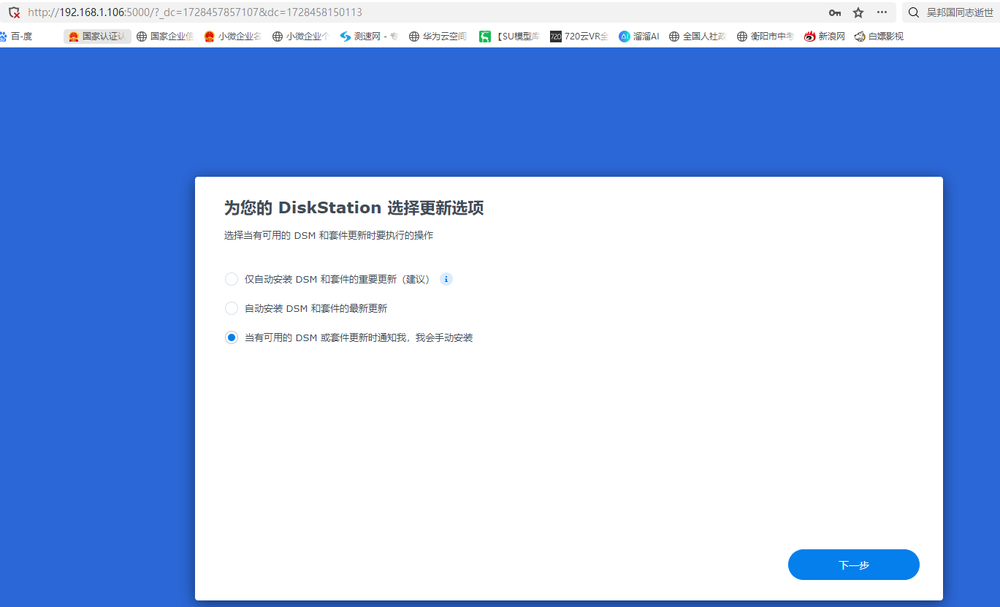 http://192.168.1.106:5000/?_dc=1728457857107&dc=1728458150113 吴邦国同志逝世
百-度 国家认证认 国家企业信 小微企业名 小微企业个 测速网 - 专 华为云空间 【SU模型库 720云VR全 溜溜AI 全国人社政 衡阳市中考 新浪网 白嫖影视
为您的 DiskStation 选择更新选项
选择当有可用的 DSM 和套件更新时要执行的操作
仅自动安装 DSM 和套件的重要更新（建议）
自动安装 DSM 和套件的最新更新
当有可用的 DSM 或套件更新时通知我，我会手动安装
下一步